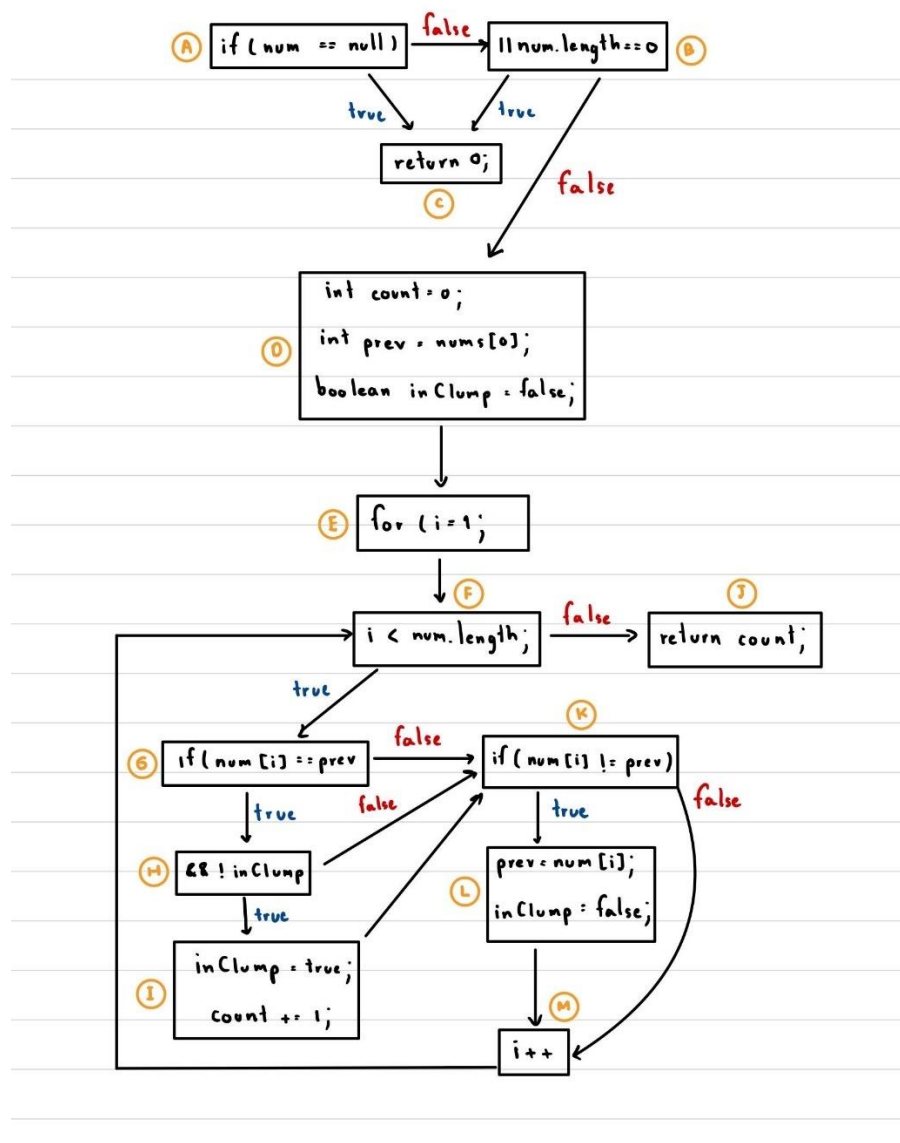 A if (num == null) false ||num.length==0 B
true true
return 0;
C
false
int count = 0;
D int prev = nums[0];
boolean inClump = false;
E for (i = 1;
F
i < num.length; false return count; J
true
K
G if(num[i] == prev false if(num[i] != prev)
true false true false
H && !inClump
true
I inClump = true;
count += 1;
L prev = num[i];
inClump = false;
M
i++